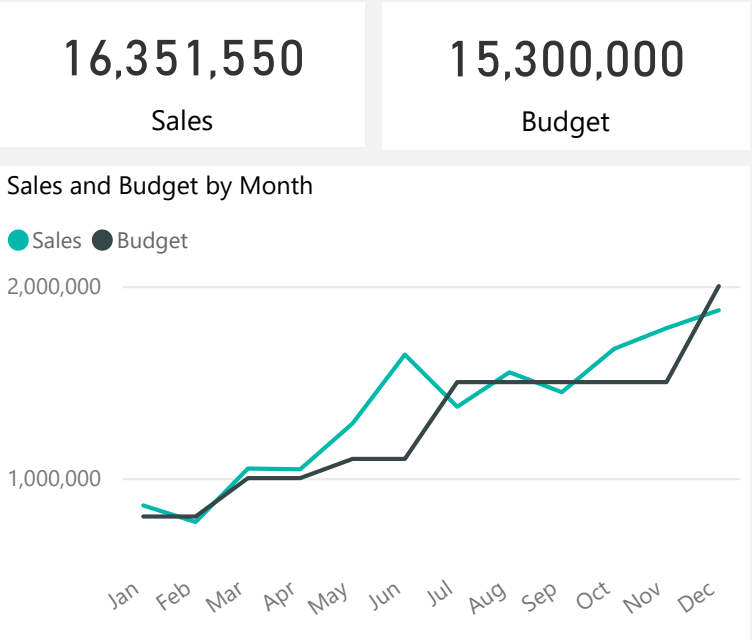 16,351,550
Sales
15,300,000
Budget
Sales and Budget by Month
Sales Budget
2,000,000
1,000,000
Jan Feb Mar Apr May Jun Jul Aug Sep Oct Nov Dec